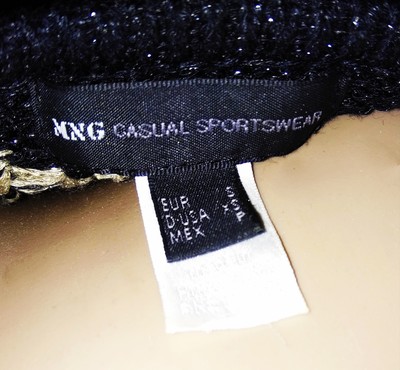 MNG CASUAL SPORTSWEAR
EUR S
D-USA XS
MEX P